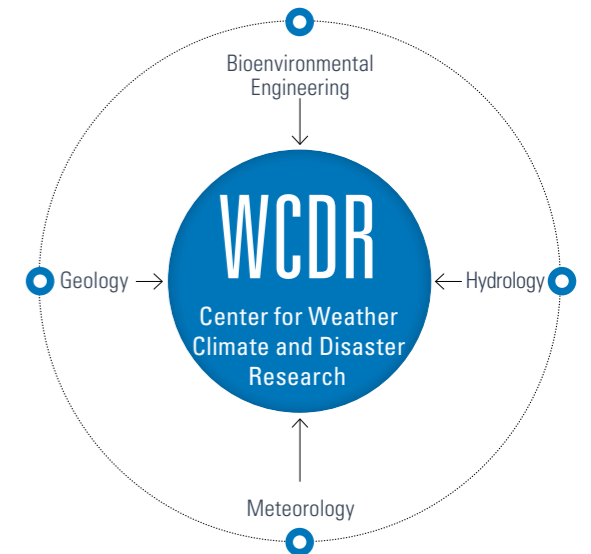 Bioenvironmental
Engineering
WCDR
Geology
Hydrology
Center for Weather
Climate and Disaster
Research
Meteorology